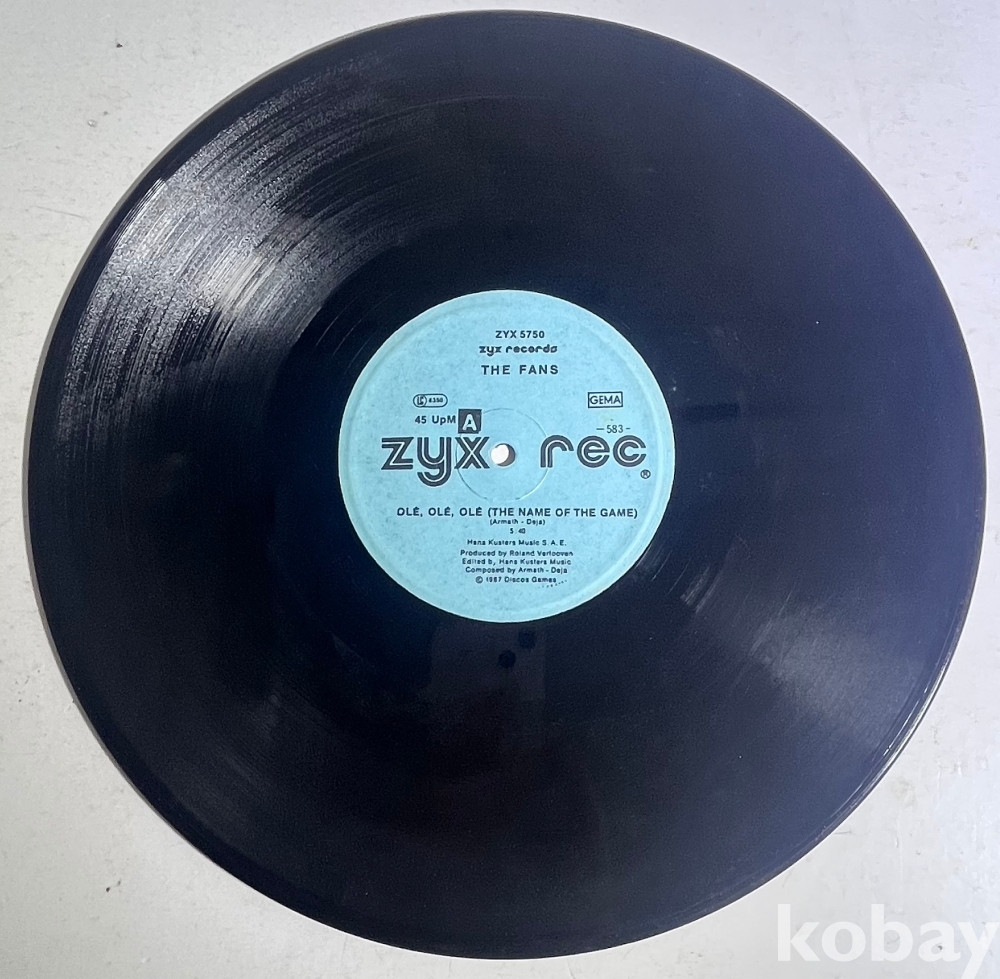 ZYX 5750
zyx records
THE FANS
LC 8350
GEMA
45 UpM A
-583-
zyx rec ®
OLÉ, OLÉ, OLÉ (THE NAME OF THE GAME)
(Armath - Deja)
5:40
Hans Kusters Music S.A.E.
Produced by Roland Verlooven
Edited b, Hans Kusters Music
Composed by Armath - Deja
© 1987 Discos Games
kobay